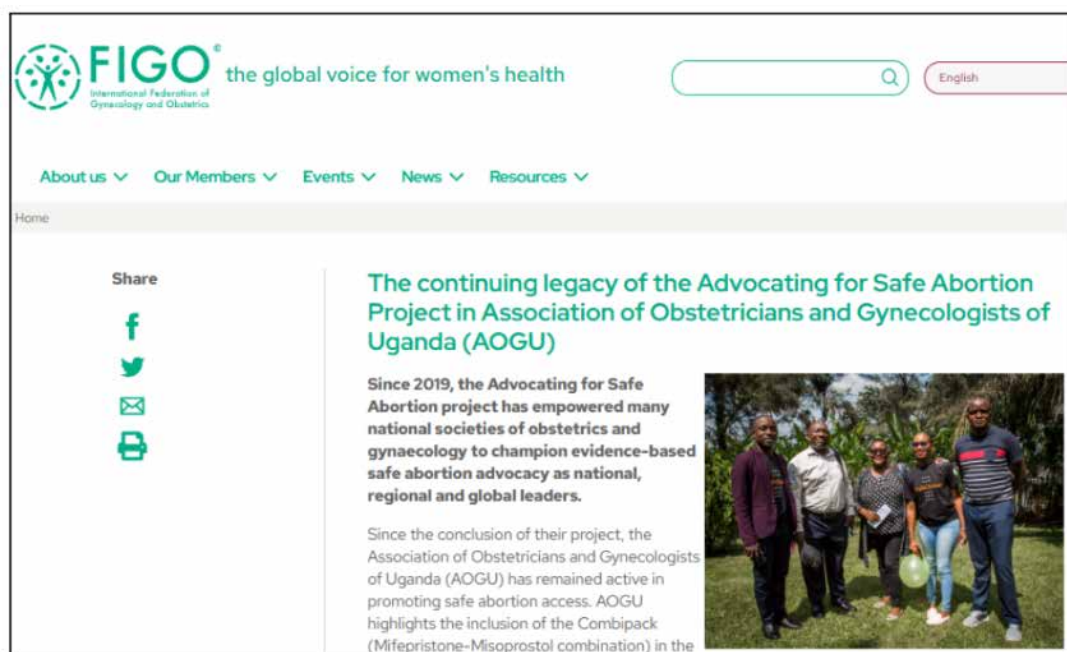 FIGO©
International Federation of
Gynecology and Obstetrics
the global voice for women's health
English
About us
Our Members
Events
News
Resources
Home
Share
The continuing legacy of the Advocating for Safe Abortion
Project in Association of Obstetricians and Gynecologists of
Uganda (AOGU)
Since 2019, the Advocating for Safe
Abortion project has empowered many
national societies of obstetrics and
gynaecology to champion evidence-based
safe abortion advocacy as national,
regional and global leaders.
Since the conclusion of their project, the
Association of Obstetricians and Gynecologists
of Uganda (AOGU) has remained active in
promoting safe abortion access. AOGU
highlights the inclusion of the Combipack
(Mifepristone-Misoprostol combination) in the